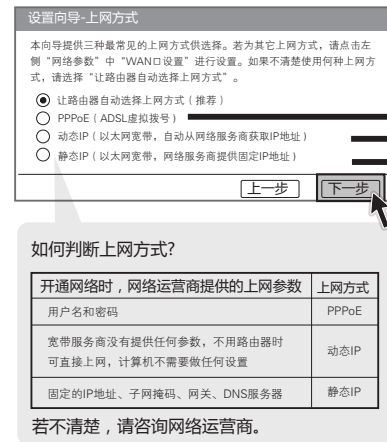 设置向导-上网方式
本向导提供三种最常见的上网方式供选择。若为其它上网方式，请点击左
侧“网络参数”中“WAN口设置”进行设置。如果不清楚使用何种上网方
式，请选择“让路由器自动选择上网方式”。
让路由器自动选择上网方式（推荐）
PPPoE（ADSL虚拟拨号）
动态IP（以太网宽带，自动从网络服务商获取IP地址）
静态IP（以太网宽带，网络服务商提供固定IP地址）
上一步 下一步
如何判断上网方式?
开通网络时，网络运营商提供的上网参数 上网方式
用户名和密码 PPPoE
宽带服务商没有提供任何参数，不用路由器时
可直接上网，计算机不需要做任何设置 动态IP
固定的IP地址、子网掩码、网关、DNS服务器 静态IP
若不清楚，请咨询网络运营商。